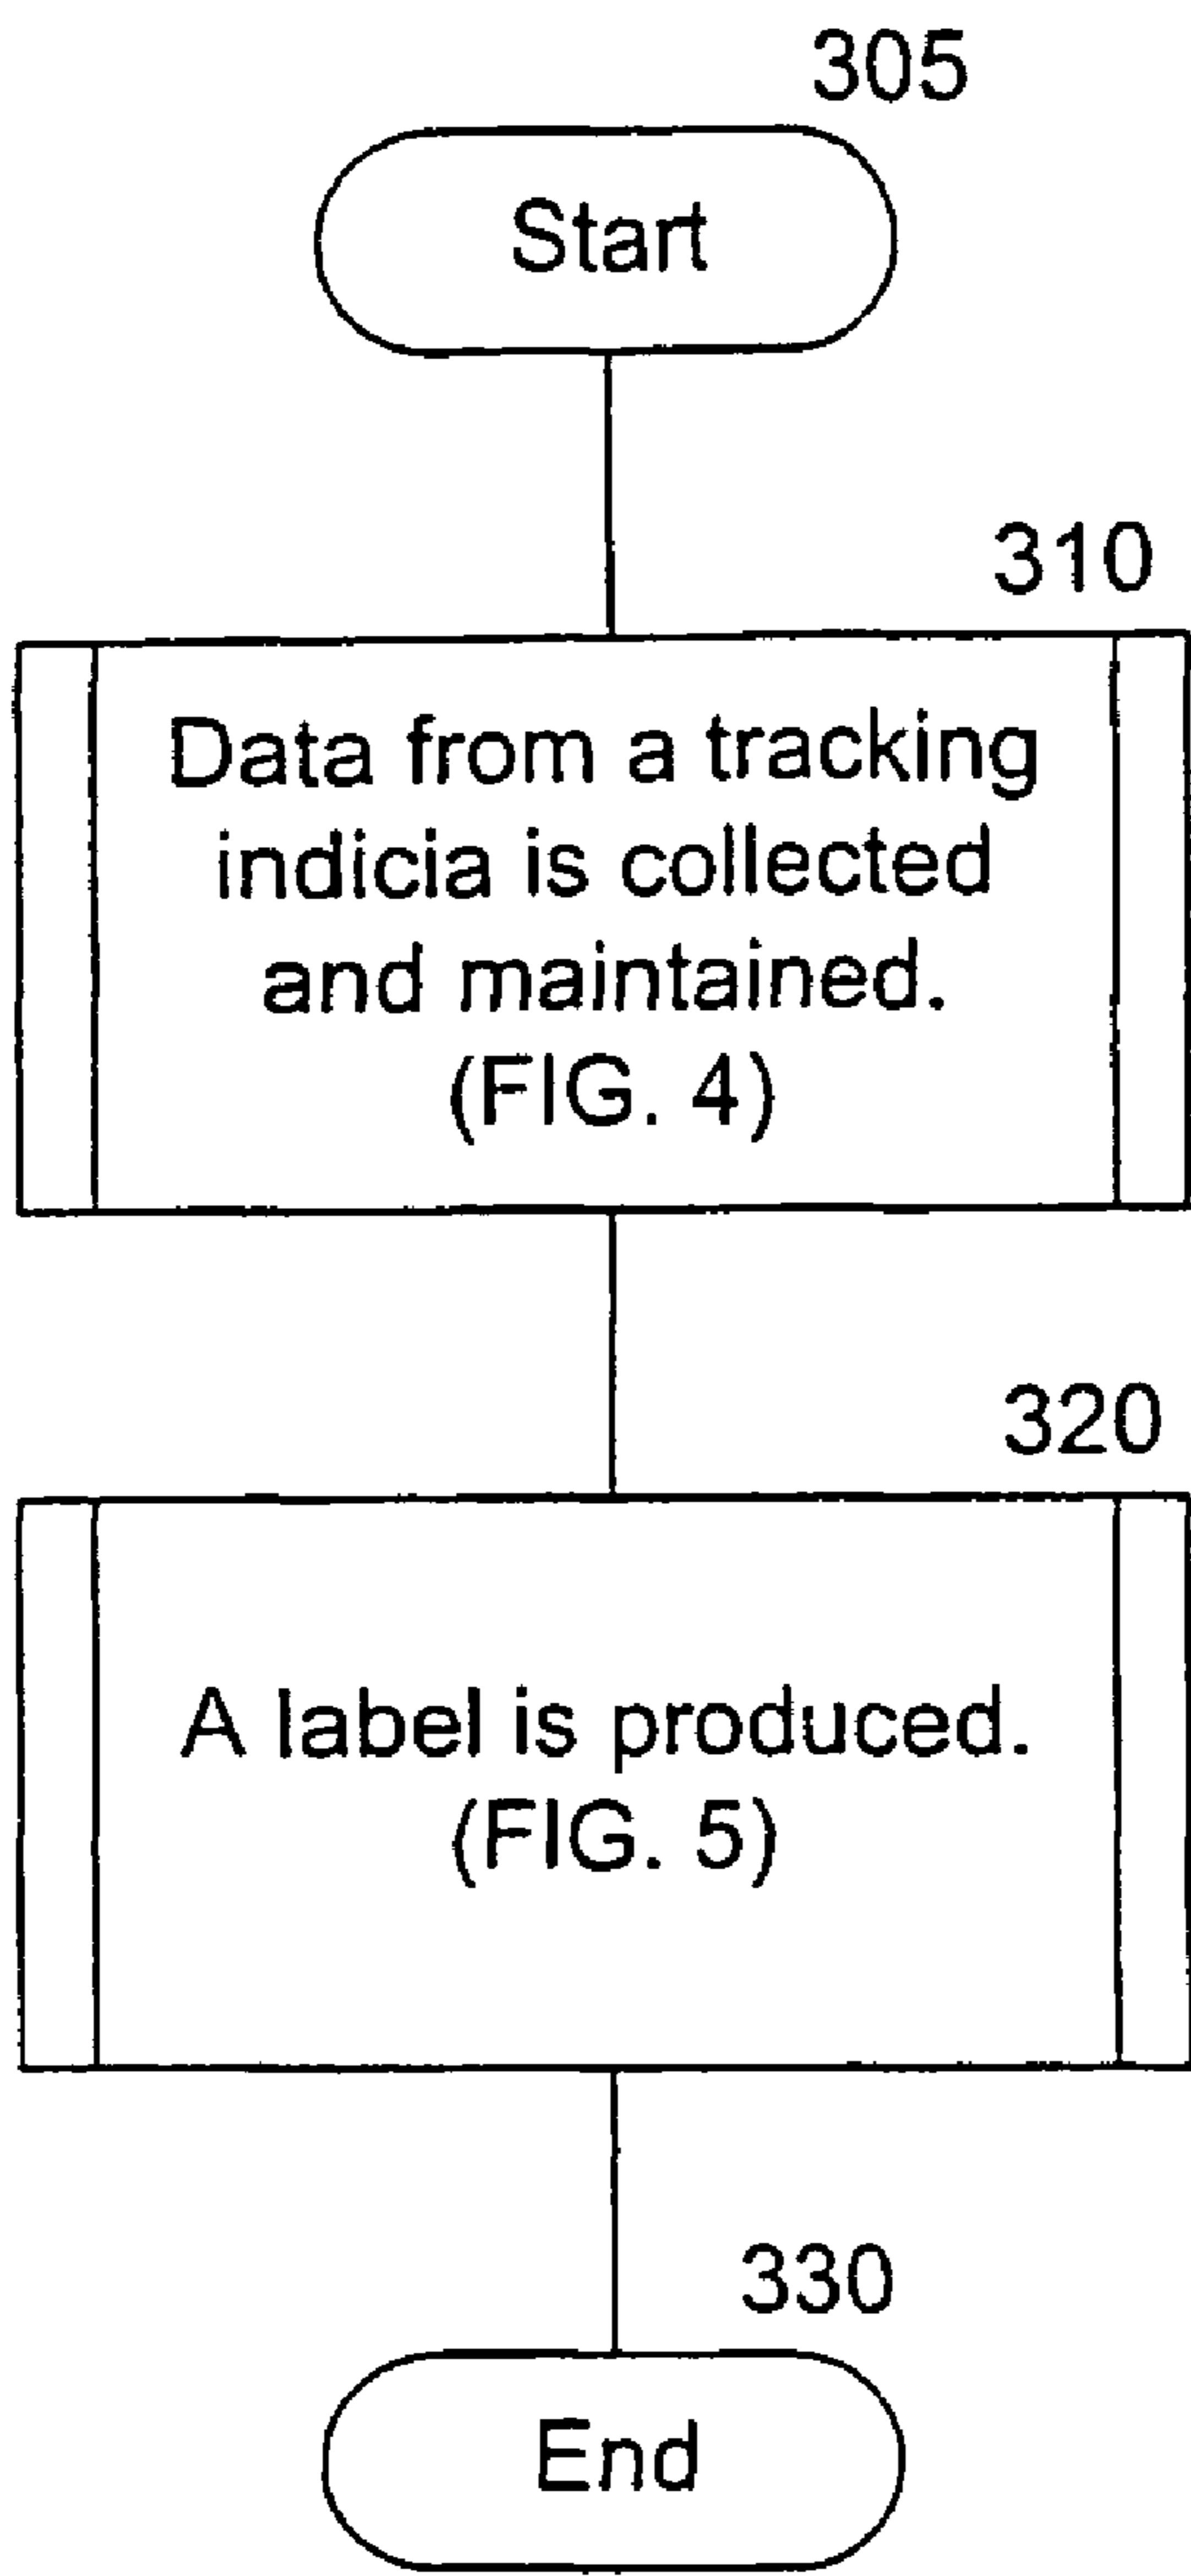 305
Start
310
Data from a tracking
indicia is collected
and maintained.
(FIG. 4)
320
A label is produced.
(FIG. 5)
330
End